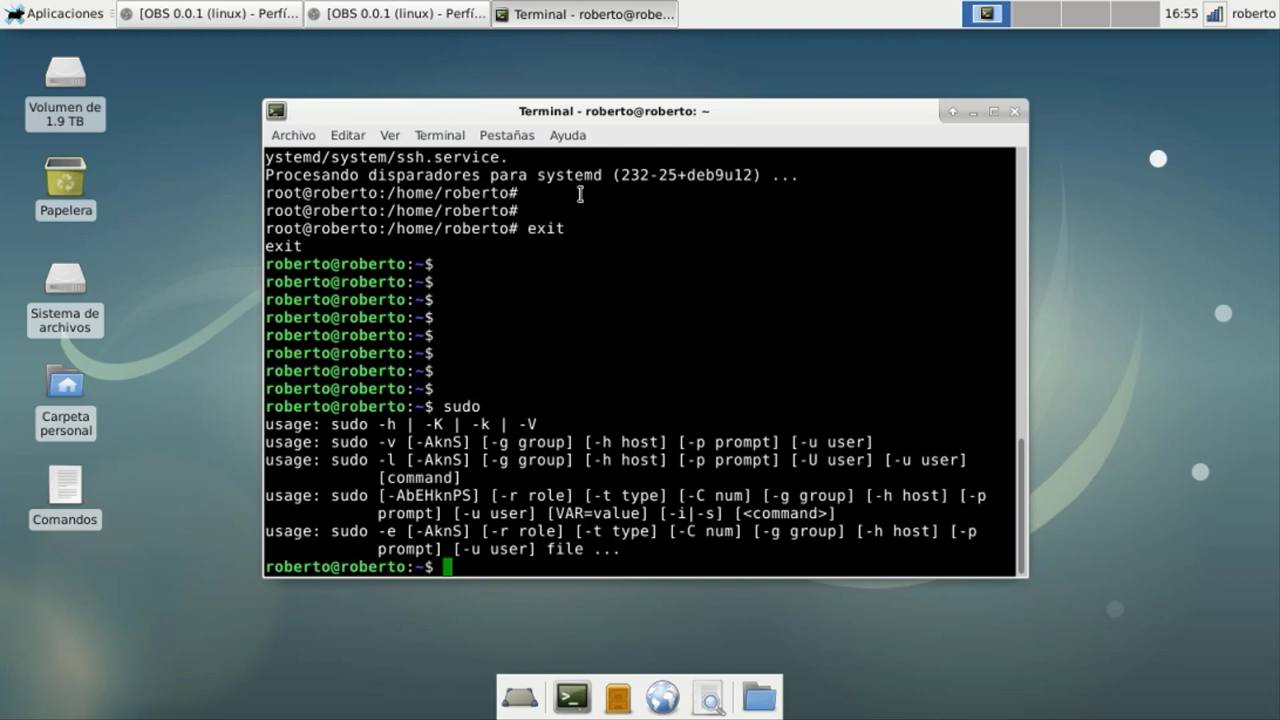 Aplicaciones
[OBS 0.0.1 (linux) - Perfí...
[OBS 0.0.1 (linux) - Perfí...
Terminal - roberto@robe...
16:55
roberto
Volumen de
1.9 TB
Papelera
Sistema de
archivos
Carpeta
personal
Comandos
Terminal - roberto@roberto: ~
Archivo Editar Ver Terminal Pestañas Ayuda
ystemd/system/ssh.service.
Procesando disparadores para systemd (232-25+deb9u12) ...
root@roberto:/home/roberto#
root@roberto:/home/roberto#
root@roberto:/home/roberto# exit
exit
roberto@roberto:~$
roberto@roberto:~$
roberto@roberto:~$
roberto@roberto:~$
roberto@roberto:~$
roberto@roberto:~$
roberto@roberto:~$
roberto@roberto:~$
roberto@roberto:~$ sudo
usage: sudo -h | -K | -k | -V
usage: sudo -v [-AknS] [-g group] [-h host] [-p prompt] [-u user]
usage: sudo -l [-AknS] [-g group] [-h host] [-p prompt] [-U user] [-u user]
[command]
usage: sudo [-AbEHknPS] [-r role] [-t type] [-C num] [-g group] [-h host] [-p
prompt] [-u user] [VAR=value] [-i|-s] [<command>]
usage: sudo -e [-AknS] [-r role] [-t type] [-C num] [-g group] [-h host] [-p
prompt] [-u user] file ...
roberto@roberto:~$